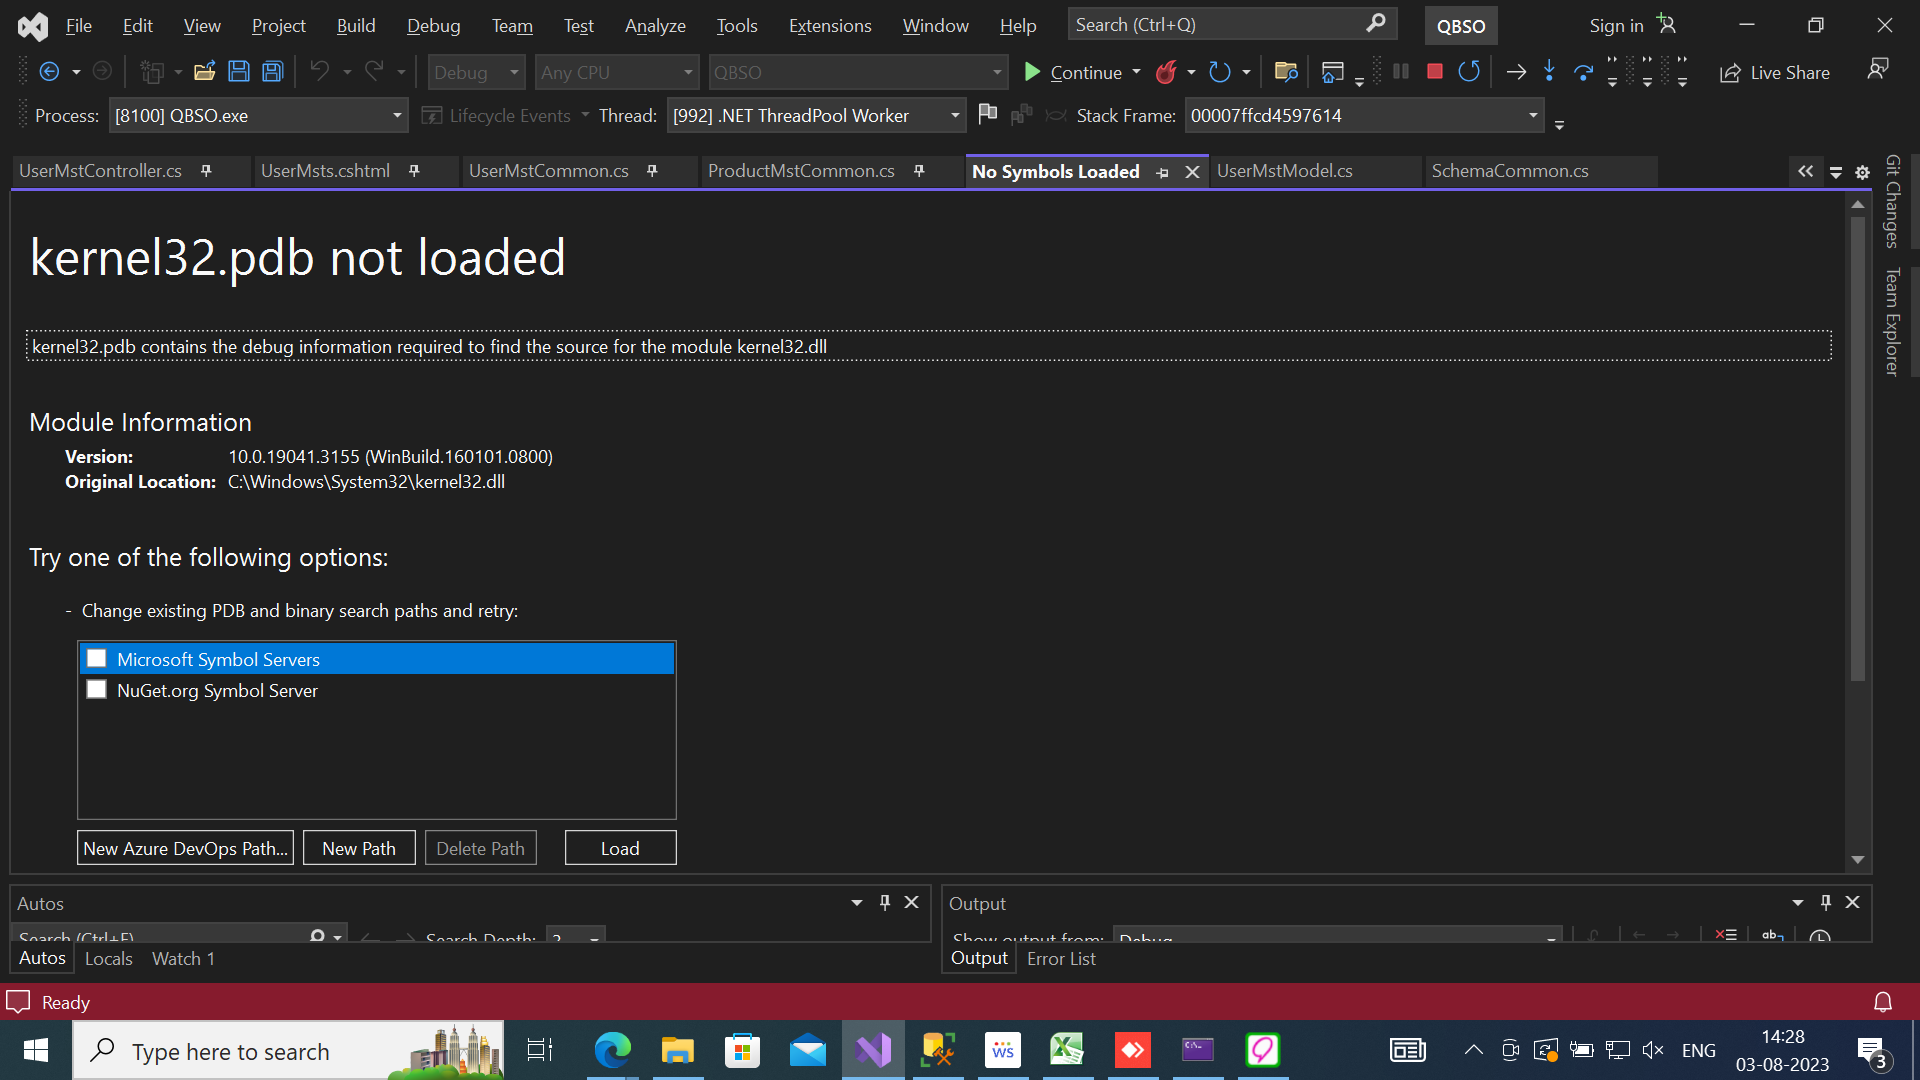 File Edit View Project Build Debug Team Test Analyze Tools Extensions Window Help Search (Ctrl+Q) QBSO Sign in
Debug Any CPU QBSO Continue Live Share
Process: [8100] QBSO.exe Lifecycle Events Thread: [992] .NET ThreadPool Worker Stack Frame: 00007ffcd4597614
UserMstController.cs UserMsts.cshtml UserMstCommon.cs ProductMstCommon.cs No Symbols Loaded UserMstModel.cs SchemaCommon.cs
Git Changes
Team Explorer
kernel32.pdb not loaded
kernel32.pdb contains the debug information required to find the source for the module kernel32.dll
Module Information
Version: 10.0.19041.3155 (WinBuild.160101.0800)
Original Location: C:\Windows\System32\kernel32.dll
Try one of the following options:
- Change existing PDB and binary search paths and retry:
Microsoft Symbol Servers
NuGet.org Symbol Server
New Azure DevOps Path... New Path Delete Path Load
Autos
Search (Ctrl+E) Search Depth: 3
Autos Locals Watch 1
Output
Show output from: Debug
Output Error List
Ready
Type here to search
ws
ENG
14:28
03-08-2023
3